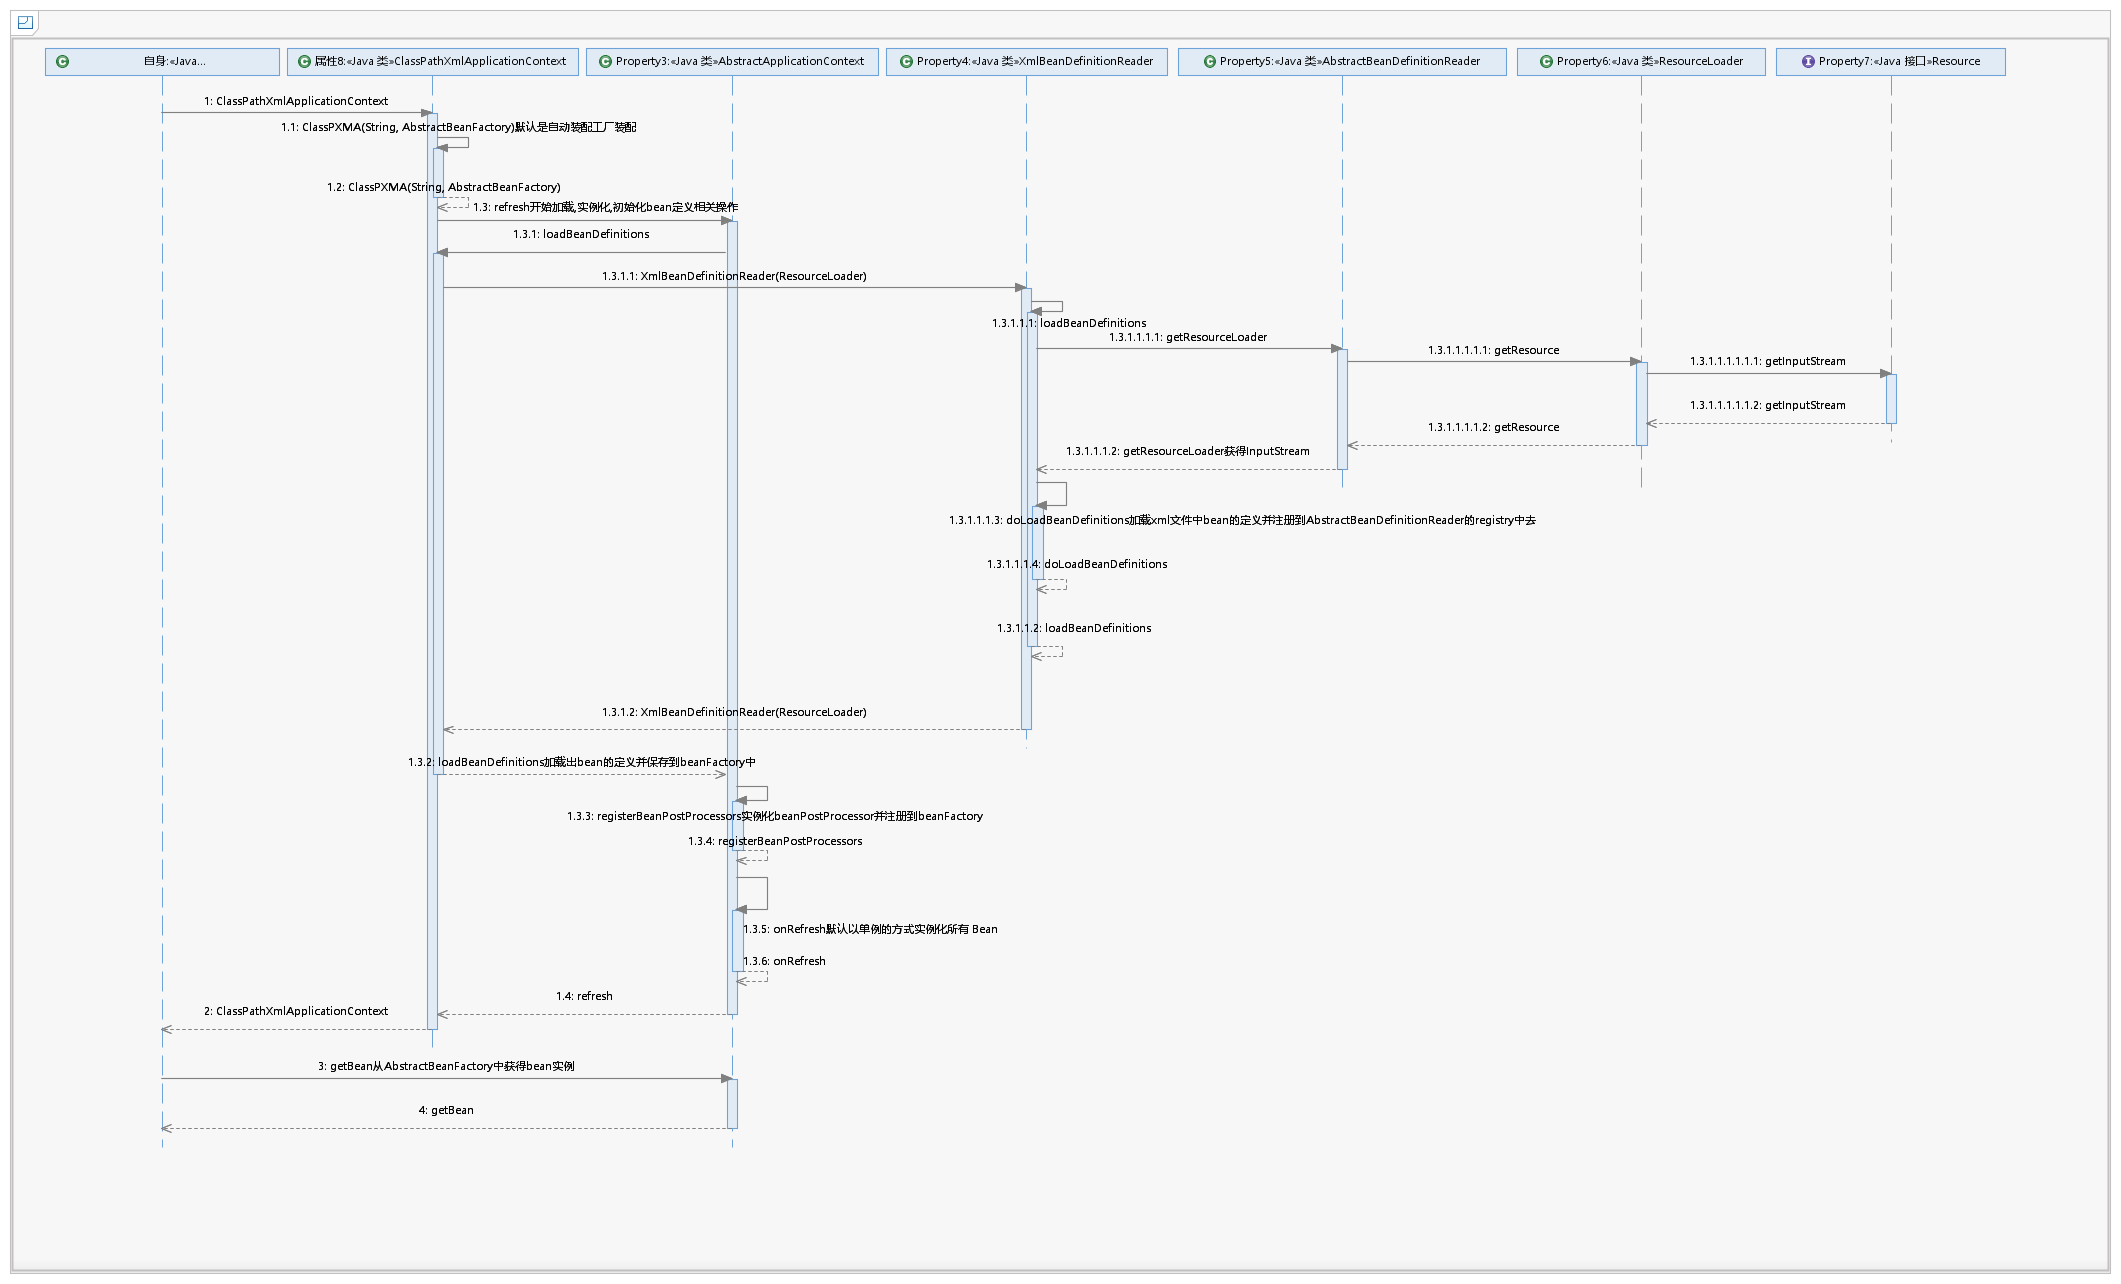 自身:«Java...
属性8:«Java 类»ClassPathXmlApplicationContext
Property3:«Java 类»AbstractApplicationContext
Property4:«Java 类»XmlBeanDefinitionReader
Property5:«Java 类»AbstractBeanDefinitionReader
Property6:«Java 类»ResourceLoader
Property7:«Java 接口»Resource
1: ClassPathXmlApplicationContext
1.1: ClassPXMA(String, AbstractBeanFactory)默认是自动装配工厂装配
1.2: ClassPXMA(String, AbstractBeanFactory)
1.3: refresh开始加载,实例化,初始化bean定义相关操作
1.3.1: loadBeanDefinitions
1.3.1.1: XmlBeanDefinitionReader(ResourceLoader)
1.3.1.1.1: loadBeanDefinitions
1.3.1.1.1.1: getResourceLoader
1.3.1.1.1.1.1: getResource
1.3.1.1.1.1.1.1: getInputStream
1.3.1.1.1.1.1.2: getInputStream
1.3.1.1.1.1.2: getResource
1.3.1.1.1.2: getResourceLoader获得InputStream
1.3.1.1.1.3: doLoadBeanDefinitions加载xml文件中bean的定义并注册到AbstractBeanDefinitionReader的registry中去
1.3.1.1.1.4: doLoadBeanDefinitions
1.3.1.1.2: loadBeanDefinitions
1.3.1.2: XmlBeanDefinitionReader(ResourceLoader)
1.3.2: loadBeanDefinitions加载出bean的定义并保存到beanFactory中
1.3.3: registerBeanPostProcessors实例化beanPostProcessor并注册到beanFactory
1.3.4: registerBeanPostProcessors
1.3.5: onRefresh默认以单例的方式实例化所有 Bean
1.3.6: onRefresh
1.4: refresh
2: ClassPathXmlApplicationContext
3: getBean从AbstractBeanFactory中获得bean实例
4: getBean